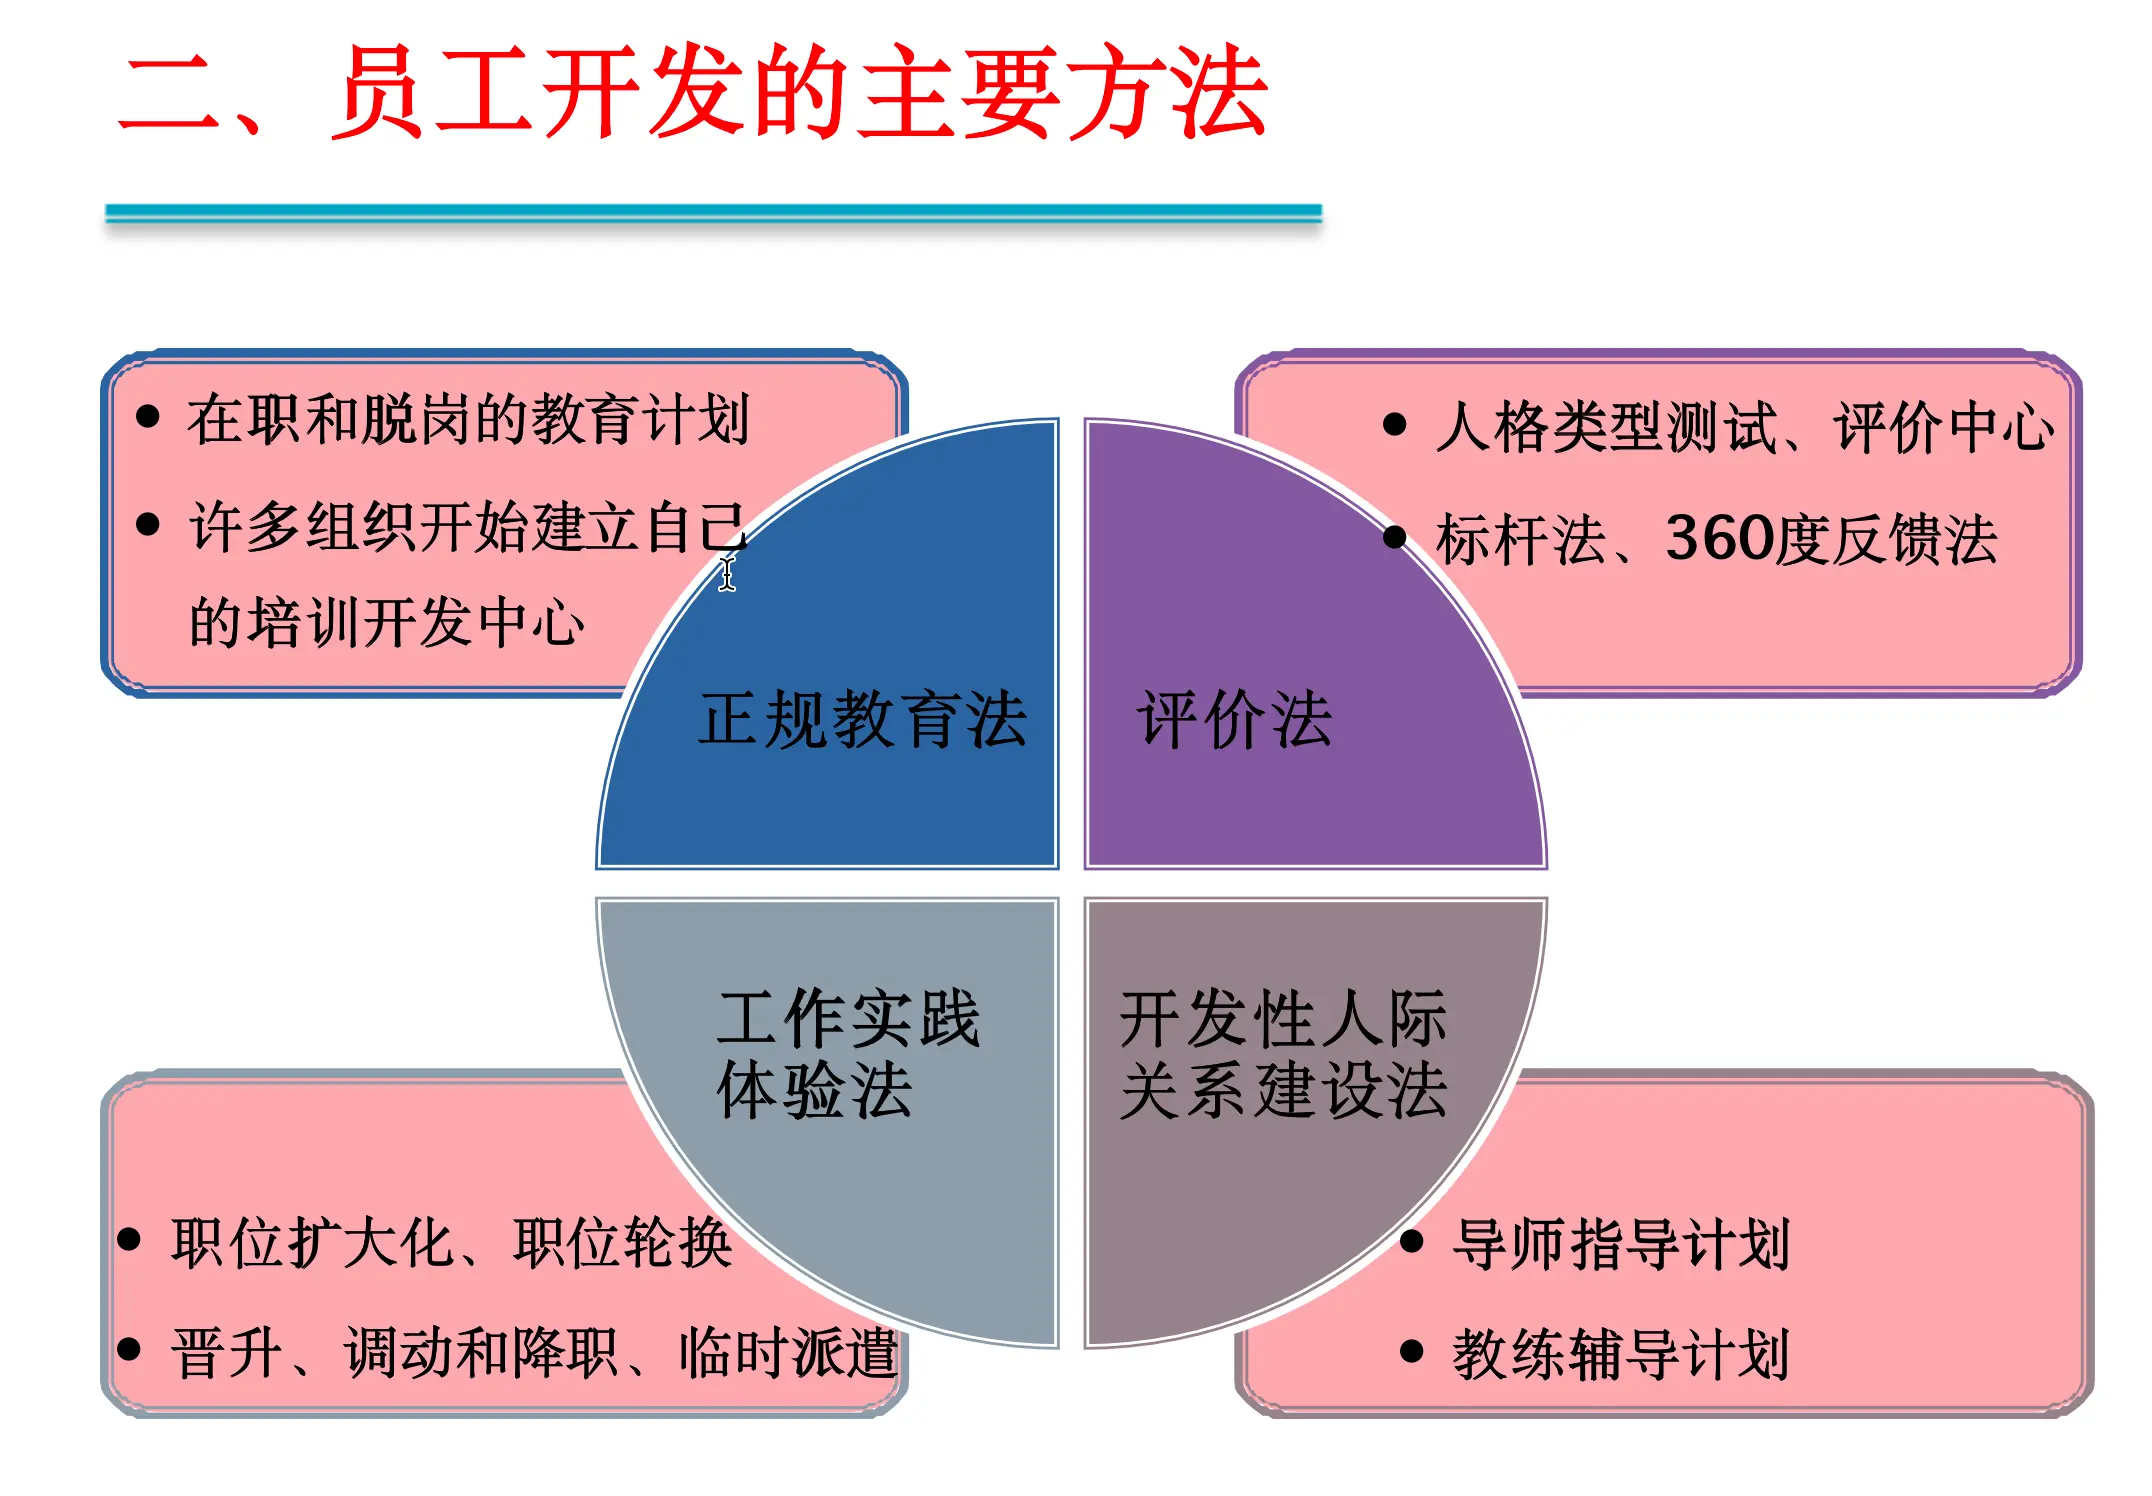 二、员工开发的主要方法
• 在职和脱岗的教育计划
• 许多组织开始建立自己
的培训开发中心
• 人格类型测试、评价中心
• 标杆法、360度反馈法
正规教育法
评价法
工作实践
体验法
开发性人际
关系建设法
• 职位扩大化、职位轮换
• 晋升、调动和降职、临时派遣
• 导师指导计划
• 教练辅导计划